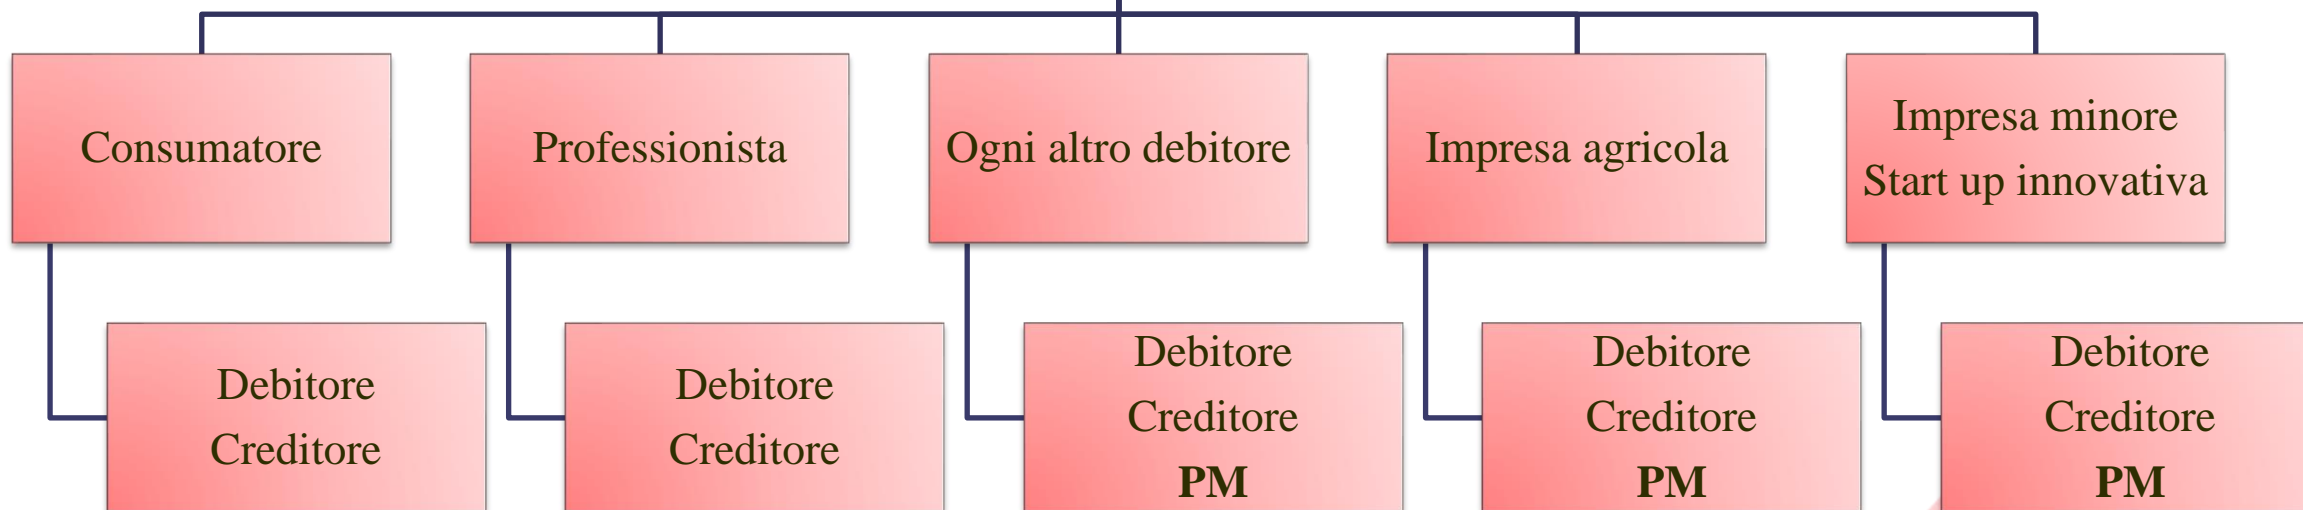 Consumatore
Professionista
Ogni altro debitore
Impresa agricola
Impresa minore
Start up innovativa
Debitore
Creditore
Debitore
Creditore
Debitore
Creditore
PM
Debitore
Creditore
PM
Debitore
Creditore
PM